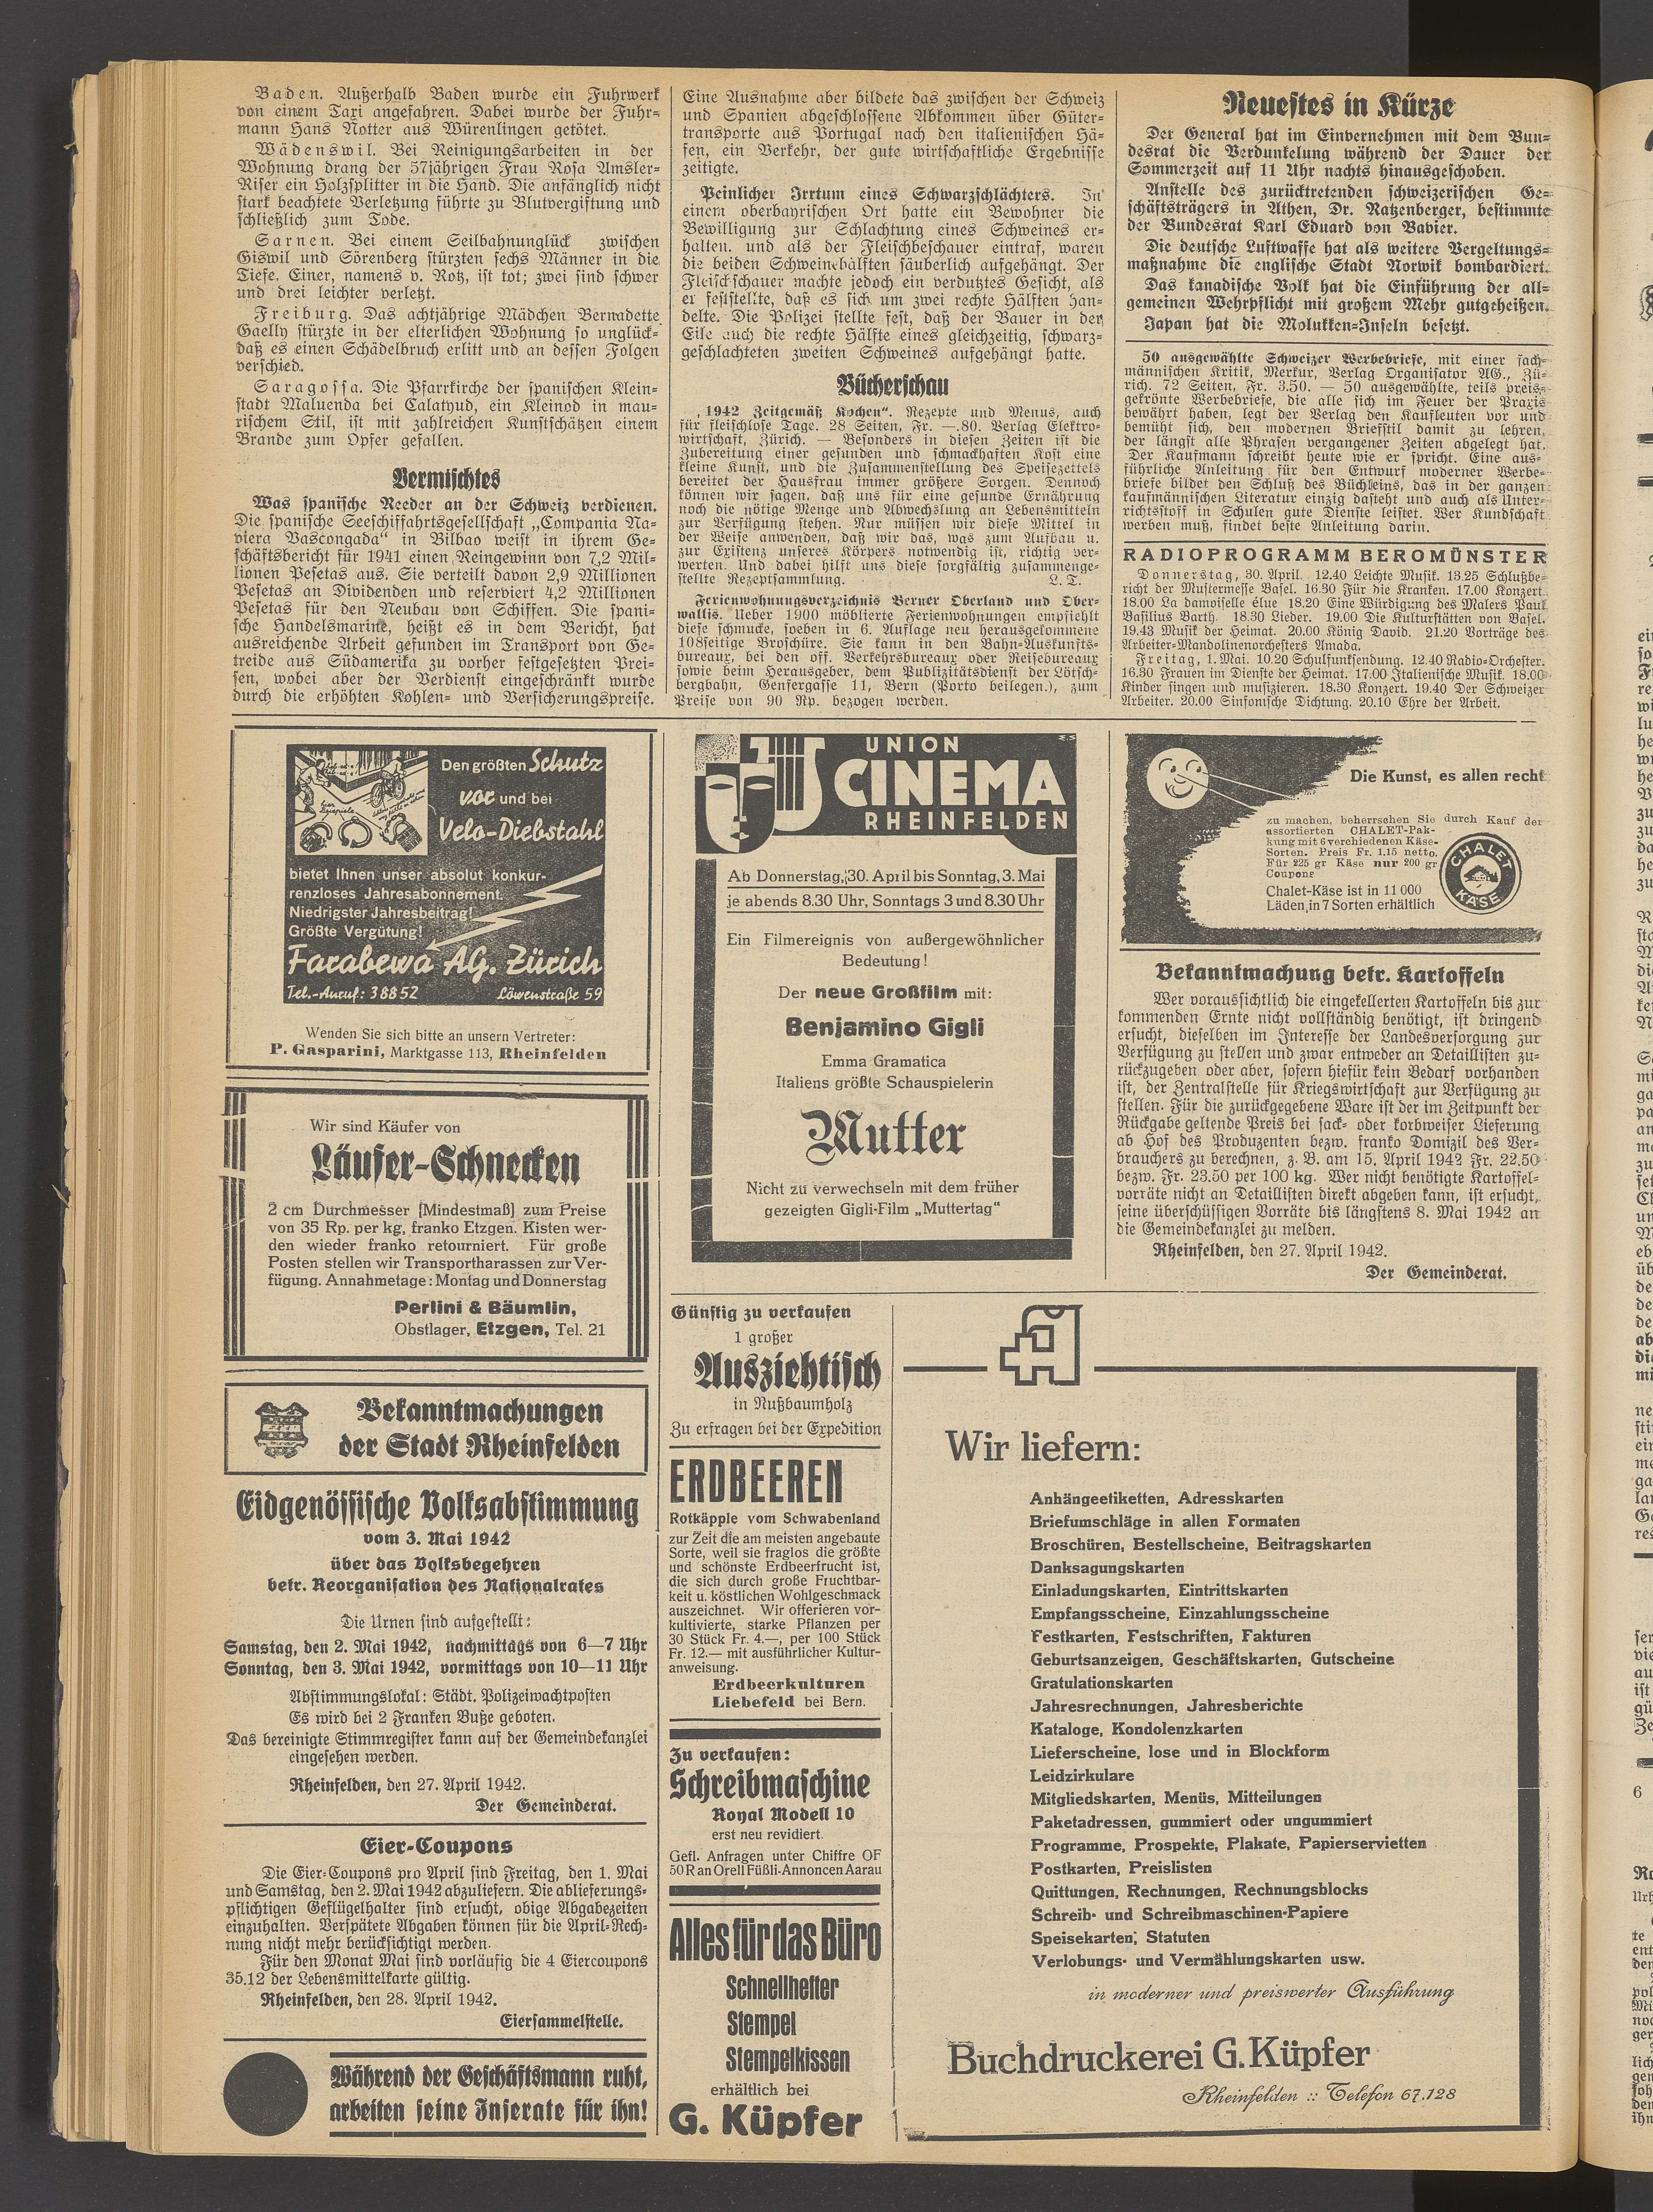 Baden. Außerhalb Baden wurde ein Fuhrwerk
von einem Taxi angefahren. Dabei wurde der Fuhr-
mann Hans Notter aus Würenlingen getötet.
Wädenswil. Bei Reinigungsarbeiten in der
Wohnung drang der 57jährigen Frau Rosa Amsler-
Riser ein Holzsplitter in die Hand. Die anfänglich nicht
stark beachtete Verletzung führte zu Blutvergiftung und
schließlich zum Tode.
Sarnen. Bei einem Seilbahnunglück zwischen
Giswil und Sörenberg stürzten sechs Männer in die
Tiefe. Einer, namens v. Rotz, ist tot; zwei sind schwer
und drei leichter verletzt.
Freiburg. Das achtjährige Mädchen Bernadette
Gaelly stürzte in der elterlichen Wohnung so unglück-
daß es einen Schädelbruch erlitt und an dessen Folgen
verschied.
Saragossa. Die Pfarrkirche der spanischen Klein-
stadt Maluenda bei Calatyud, ein Kleinod in mau-
rischem Stil, ist mit zahlreichen Kunstschätzen einem
Brande zum Opfer gefallen.
Vermischtes
Was spanische Reeder an der Schweiz verdienen.
Die spanische Seeschiffahrtsgesellschaft „Compania Na-
viera Vascongada“ in Bilbao weist in ihrem Ge-
schäftsbericht für 1941 einen Reingewinn von 7,2 Mil-
lionen Pesetas aus. Sie verteilt davon 2,9 Millionen
Pesetas an Dividenden und reserviert 4,2 Millionen
Pesetas für den Neubau von Schiffen. Die spani-
sche Handelsmarine, heißt es in dem Bericht, hat
ausreichende Arbeit gefunden im Transport von Ge-
treide aus Südamerika zu vorher festgesetzten Prei-
sen, wobei aber der Verdienst eingeschränkt wurde
durch die erhöhten Kohlen- und Versicherungspreise.
Eine Ausnahme aber bildete das zwischen der Schweiz
und Spanien abgeschlossene Abkommen über Güter-
transporte aus Portugal nach den italienischen Hä-
fen, ein Verkehr, der gute wirtschaftliche Ergebnisse
zeitigte.
Peinlicher Irrtum eines Schwarzschlächters. In
einem oberbayrischen Ort hatte ein Bewohner die
Bewilligung zur Schlachtung eines Schweines er-
halten. und als der Fleischbeschauer eintraf, waren
die beiden Schweinehälften säuberlich aufgehängt. Der
Fleischschauer machte jedoch ein verdutztes Gesicht, als
er feststellte, daß es sich um zwei rechte Hälften han-
delte. Die Polizei stellte fest, daß der Bauer in der
Eile auch die rechte Hälfte eines gleichzeitig, schwarz-
geschlachteten zweiten Schweines aufgehängt hatte.
Bücherschau
„1942 Zeitgemäß Kochen“. Rezepte und Menus, auch
für fleischlose Tage. 28 Seiten, Fr. —.80. Verlag Elektro-
wirtschaft, Zürich. — Besonders in diesen Zeiten ist die
Zubereitung einer gesunden und schmackhaften Kost eine
kleine Kunst, und die Zusammenstellung des Speisezettels
bereitet der Hausfrau immer größere Sorgen. Dennoch
können wir sagen, daß uns für eine gesunde Ernährung
noch die nötige Menge und Abwechslung an Lebensmitteln
zur Verfügung stehen. Nur müssen wir diese Mittel in
der Weise anwenden, daß wir das, was zum Aufbau u.
zur Existenz unseres Körpers notwendig ist, richtig ver-
werten. Und dabei hilft uns diese sorgfältig zusammenge-
stellte Rezeptsammlung. L. T.
Ferienwohnungsverzeichnis Berner Oberland und Ober-
wallis. Ueber 1900 möblierte Ferienwohnungen empfiehlt
diese schmucke, soeben in 6. Auflage neu herausgekommene
108seitige Broschüre. Sie kann in den Bahn-Auskunfts-
bureaux, bei den off. Verkehrsbureaux oder Reisebureaux
sowie beim Herausgeber, dem Publizitätsdienst der Lötsch-
bergbahn, Genfergasse 11, Bern (Porto beilegen.), zum
Preise von 90 Rp. bezogen werden.
Neuestes in Kürze
Der General hat im Einvernehmen mit dem Bun-
desrat die Verdunkelung während der Dauer der
Sommerzeit auf 11 Uhr nachts hinausgeschoben.
Anstelle des zurücktretenden schweizerischen Ge-
schäftsträgers in Athen, Dr. Natzenberger, bestimmte
der Bundesrat Karl Eduard von Bavier.
Die deutsche Luftwaffe hat als weitere Vergeltungs-
maßnahme die englische Stadt Norwik bombardiert.
Das kanadische Volk hat die Einführung der all-
gemeinen Wehrpflicht mit großem Mehr gutgeheißen.
Japan hat die Molukken-Inseln besetzt.
50 ausgewählte Schweizer Werbebriefe, mit einer fach-
männischen Kritik, Merkur, Verlag Organisator AG., Zü-
rich. 72 Seiten, Fr. 3.50. — 50 ausgewählte, teils preis-
gekrönte Werbebriefe, die alle sich im Feuer der Praxis
bewährt haben, legt der Verlag den Kaufleuten vor und
bemüht sich, den modernen Briefstil damit zu lehren,
der längst alle Phrasen vergangener Zeiten abgelegt hat.
Der Kaufmann schreibt heute wie er spricht. Eine aus-
führliche Anleitung für den Entwurf moderner Werbe-
briefe bildet den Schluß des Büchleins, das in der ganzen
kaufmännischen Literatur einzig dasteht und auch als Unter-
richtsstoff in Schulen gute Dienste leistet. Wer Kundschaft
werben muß, findet beste Anleitung darin.
RADIOPROGRAMM BEROMÜNSTER
Donnerstag, 30. April. 12.40 Leichte Musik. 13.25 Schlußbe-
richt der Mustermesse Basel. 16.30 Für die Kranken. 17.00 Konzert.
18.00 La damoiselle élue 18.20 Eine Würdigung des Malers Paul
Basilius Barth. 18.30 Lieder. 19.00 Die Kulturstätten von Basel.
19.43 Musik der Heimat. 20.00 König David. 21.20 Vorträge des
Arbeiter-Mandolinenorchesters Amada.
Freitag, 1. Mai. 10.20 Schulfunksendung. 12.40 Radio-Orchester.
16.30 Frauen im Dienste der Heimat. 17.00 Italienische Musik. 18.00
Kinder singen und musizieren. 18.30 Konzert. 19.40 Der Schweizer
Arbeiter. 20.00 Sinfonische Dichtung. 20.10 Ehre der Arbeit.
Den größten Schutz
vor und bei
Velo-Diebstahl
bietet Ihnen unser absolut konkur-
renzloses Jahresabonnement.
Niedrigster Jahresbeitrag!
Größte Vergütung!
Farabewa AG. Zürich
Tel.-Anruf: 38852 Löwenstraße 59
Wenden Sie sich bitte an unsern Vertreter:
P. Gasparini, Marktgasse 113, Rheinfelden
Wir sind Käufer von
Läufer-Schnecken
2 cm Durchmesser [Mindestmaß] zum Preise
von 35 Rp. per kg, franko Etzgen. Kisten wer-
den wieder franko retourniert. Für große
Posten stellen wir Transportharassen zur Ver-
fügung. Annahmetage: Montag und Donnerstag
Perlini & Bäumlin,
Obstlager, Etzgen, Tel. 21
Bekanntmachungen
der Stadt Rheinfelden
Eidgenössische Volksabstimmung
vom 3. Mai 1942
über das Volksbegehren
betr. Reorganisation des Nationalrates
Die Urnen sind aufgestellt:
Samstag, den 2. Mai 1942, nachmittags von 6—7 Uhr
Sonntag, den 3. Mai 1942, vormittags von 10—11 Uhr
Abstimmungslokal: Städt. Polizeiwachtposten
Es wird bei 2 Franken Buße geboten.
Das bereinigte Stimmregister kann auf der Gemeindekanzlei
eingesehen werden.
Rheinfelden, den 27. April 1942.
Der Gemeinderat.
Eier-Coupons
Die Eier-Coupons pro April sind Freitag, den 1. Mai
und Samstag, den 2. Mai 1942 abzuliefern. Die ablieferungs-
pflichtigen Geflügelhalter sind ersucht, obige Abgabezeiten
einzuhalten. Verspätete Abgaben können für die April-Rech-
nung nicht mehr berücksichtigt werden.
Für den Monat Mai sind vorläufig die 4 Eiercoupons
35.12 der Lebensmittelkarte gültig.
Rheinfelden, den 28. April 1942.
Eiersammelstelle.
Während der Geschäftsmann ruht,
arbeiten seine Inserate für ihn!
UNION
CINEMA
RHEINFELDEN
Ab Donnerstag, 30. April bis Sonntag, 3. Mai
je abends 8.30 Uhr, Sonntags 3 und 8.30 Uhr
Ein Filmereignis von außergewöhnlicher
Bedeutung!
Der neue Großfilm mit:
Benjamino Gigli
Emma Gramatica
Italiens größte Schauspielerin
Mutter
Nicht zu verwechseln mit dem früher
gezeigten Gigli-Film „Muttertag“
Die Kunst, es allen recht
zu machen, beherrschen Sie durch Kauf der
assortierten CHALET-Pak-
kung mit 6 verchiedenen Käse-
Sorten. Preis Fr. 1.15 netto.
Für 225 gr Käse nur 200 gr
Coupons
Chalet-Käse ist in 11 000
Läden in 7 Sorten erhältlich
CHALET
KÄSE
Bekanntmachung betr. Kartoffeln
Wer voraussichtlich die eingekellerten Kartoffeln bis zur
kommenden Ernte nicht vollständig benötigt, ist dringend
ersucht, dieselben im Interesse der Landesversorgung zur
Verfügung zu stellen und zwar entweder an Detaillisten zu-
rückzugeben oder aber, sofern hiefür kein Bedarf vorhanden
ist, der Zentralstelle für Kriegswirtschaft zur Verfügung zu
stellen. Für die zurückgegebene Ware ist der im Zeitpunkt der
Rückgabe geltende Preis bei sack- oder korbweiser Lieferung
ab Hof des Produzenten bezw. franko Domizil des Ver-
brauchers zu berechnen, z. B. am 15. April 1942 Fr. 22.50
bezw. Fr. 23.50 per 100 kg. Wer nicht benötigte Kartoffel-
vorräte nicht an Detaillisten direkt abgeben kann, ist ersucht,
seine überschüssigen Vorräte bis längstens 8. Mai 1942 an
die Gemeindekanzlei zu melden.
Rheinfelden, den 27. April 1942.
Der Gemeinderat.
Günstig zu verkaufen
1 großer
Ausziehtisch
in Nußbaumholz
Zu erfragen bei der Expedition
ERDBEEREN
Rotkäpple vom Schwabenland
zur Zeit die am meisten angebaute
Sorte, weil sie fraglos die größte
und schönste Erdbeerfrucht ist,
die sich durch große Fruchtbar-
keit u. köstlichen Wohlgeschmack
auszeichnet. Wir offerieren vor-
kultivierte, starke Pflanzen per
30 Stück Fr. 4.—, per 100 Stück
Fr. 12.— mit ausführlicher Kultur-
anweisung.
Erdbeerkulturen
Liebefeld bei Bern.
Zu verkaufen:
Schreibmaschine
Royal Modell 10
erst neu revidiert.
Gefl. Anfragen unter Chiffre OF
50 R an Orell Füßli-Annoncen Aarau
Alles für das Büro
Schnellhefter
Stempel
Stempelkissen
erhältlich bei
G. Küpfer
Wir liefern:
Anhängeetiketten, Adresskarten
Briefumschläge in allen Formaten
Broschüren, Bestellscheine, Beitragskarten
Danksagungskarten
Einladungskarten, Eintrittskarten
Empfangsscheine, Einzahlungsscheine
Festkarten, Festschriften, Fakturen
Geburtsanzeigen, Geschäftskarten, Gutscheine
Gratulationskarten
Jahresrechnungen, Jahresberichte
Kataloge, Kondolenzkarten
Lieferscheine, lose und in Blockform
Leidzirkulare
Mitgliedskarten, Menüs, Mitteilungen
Paketadressen, gummiert oder ungummiert
Programme, Prospekte, Plakate, Papierservietten
Postkarten, Preislisten
Quittungen, Rechnungen, Rechnungsblocks
Schreib- und Schreibmaschinen-Papiere
Speisekarten, Statuten
Verlobungs- und Vermählungskarten usw.
in moderner und preiswerter Ausführung
Buchdruckerei G. Küpfer
Rheinfelden :: Telefon 67.128